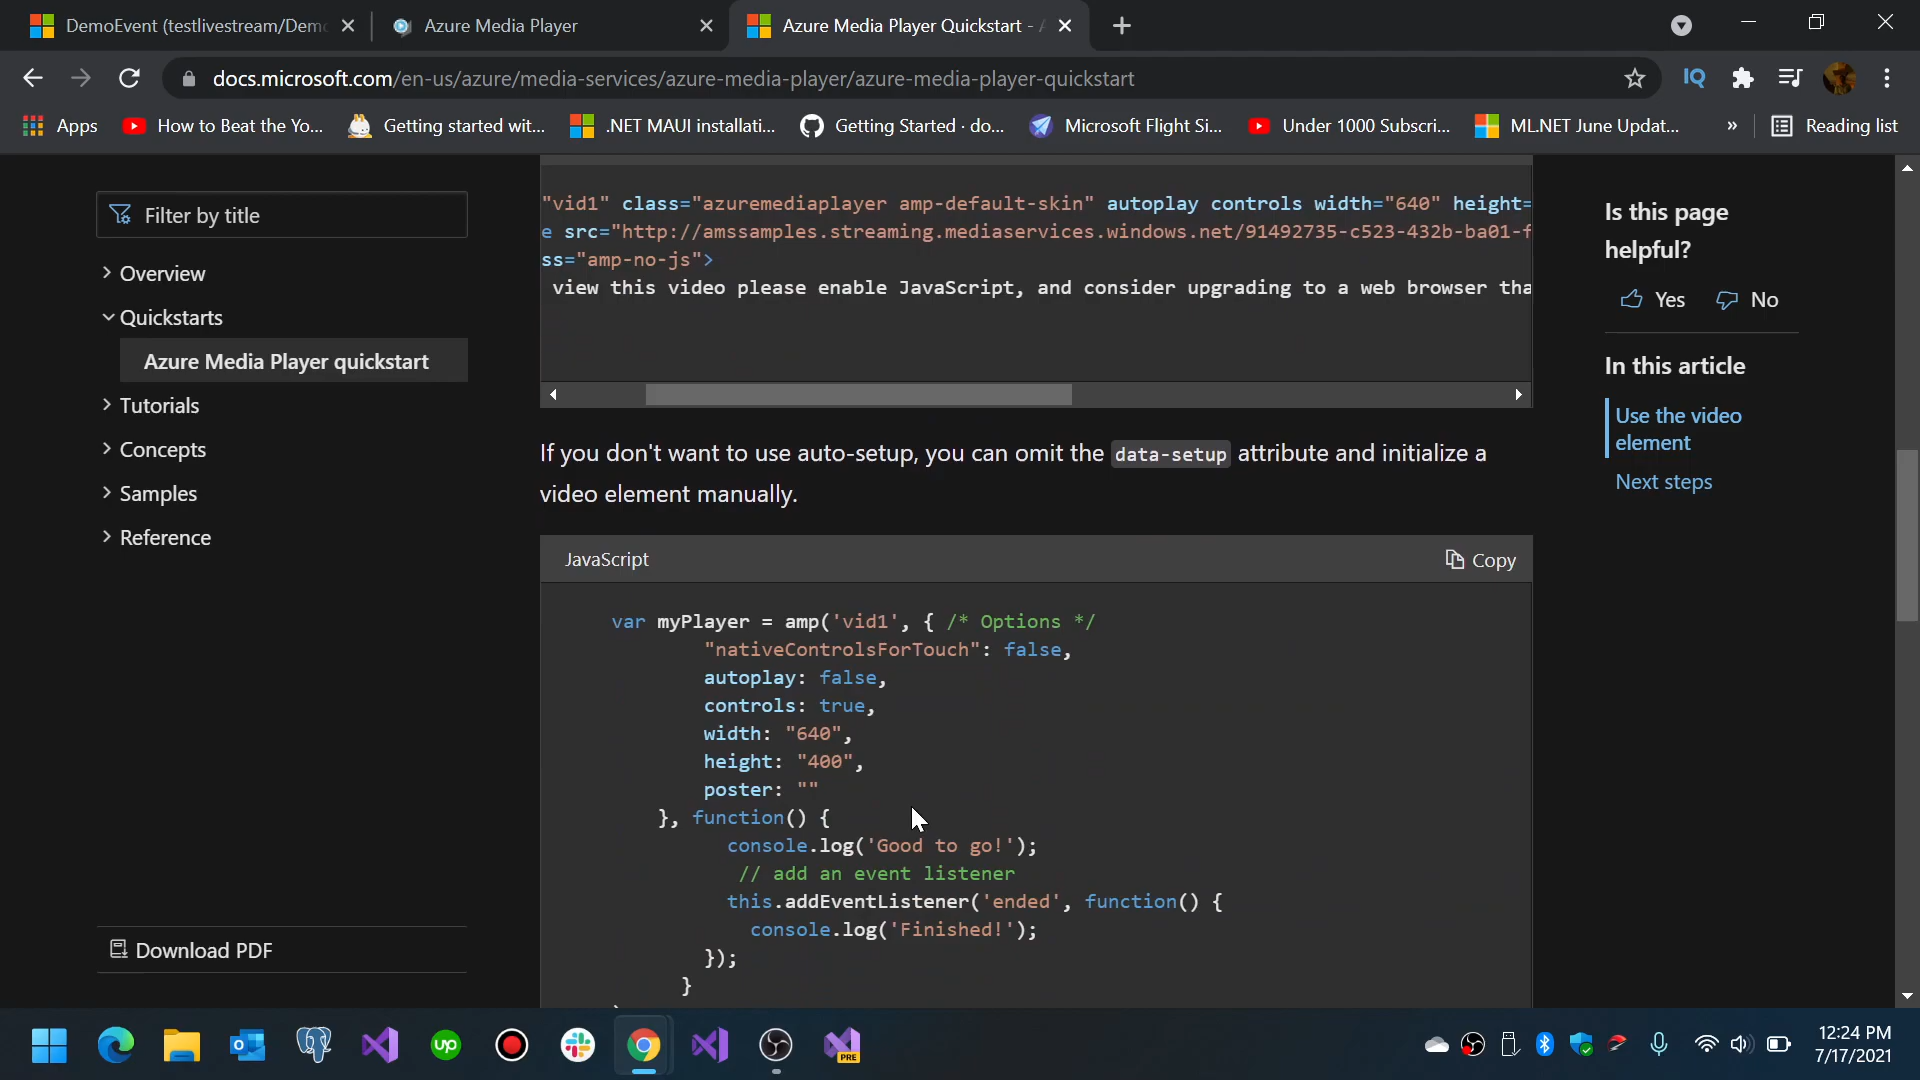 DemoEvent (testlivestream/Dem
Azure Media Player
Azure Media Player Quickstart -
docs.microsoft.com/en-us/azure/media-services/azure-media-player/azure-media-player-quickstart
IQ
Apps
How to Beat the Yo...
Getting started wit...
.NET MAUI installati...
Getting Started · do...
Microsoft Flight Si...
Under 1000 Subscri...
ML.NET June Updat...
»
Reading list
Filter by title
Overview
Quickstarts
Azure Media Player quickstart
Tutorials
Concepts
Samples
Reference
Download PDF
"vid1" class="azuremediaplayer amp-default-skin" autoplay controls width="640" height=
e src="http://amssamples.streaming.mediaservices.windows.net/91492735-c523-432b-ba01-f
ss="amp-no-js">
view this video please enable JavaScript, and consider upgrading to a web browser tha
If you don't want to use auto-setup, you can omit the data-setup attribute and initialize a
video element manually.
JavaScript
Copy
var myPlayer = amp('vid1', { /* Options */
"nativeControlsForTouch": false,
autoplay: false,
controls: true,
width: "640",
height: "400",
poster: ""
}, function() {
console.log('Good to go!');
// add an event listener
this.addEventListener('ended', function() {
console.log('Finished!');
});
}
Is this page
helpful?
Yes
No
In this article
Use the video
element
Next steps
up
PRE
12:24 PM
7/17/2021